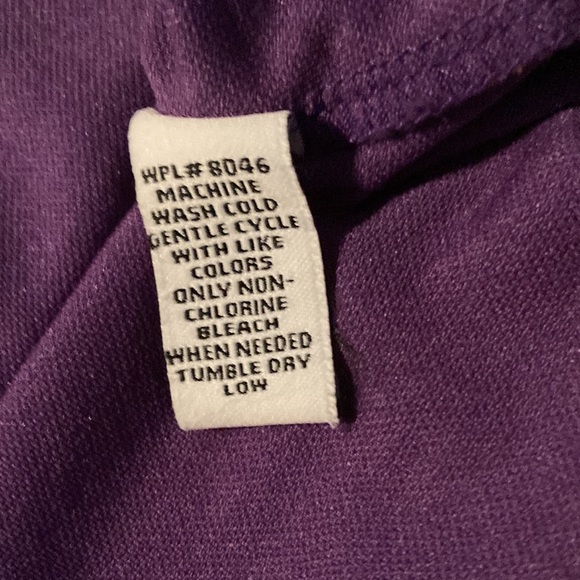 WPL#8046
MACHINE
WASH COLD
GENTLE CYCLE
WITH LIKE
COLORS
ONLY NON-
CHLORINE
BLEACH
WHEN NEEDED
TUMBLE DRY
LOW